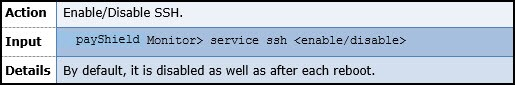 Action Enable/Disable SSH.
Input payShield Monitor> service ssh <enable/disable>
Details By default, it is disabled as well as after each reboot.